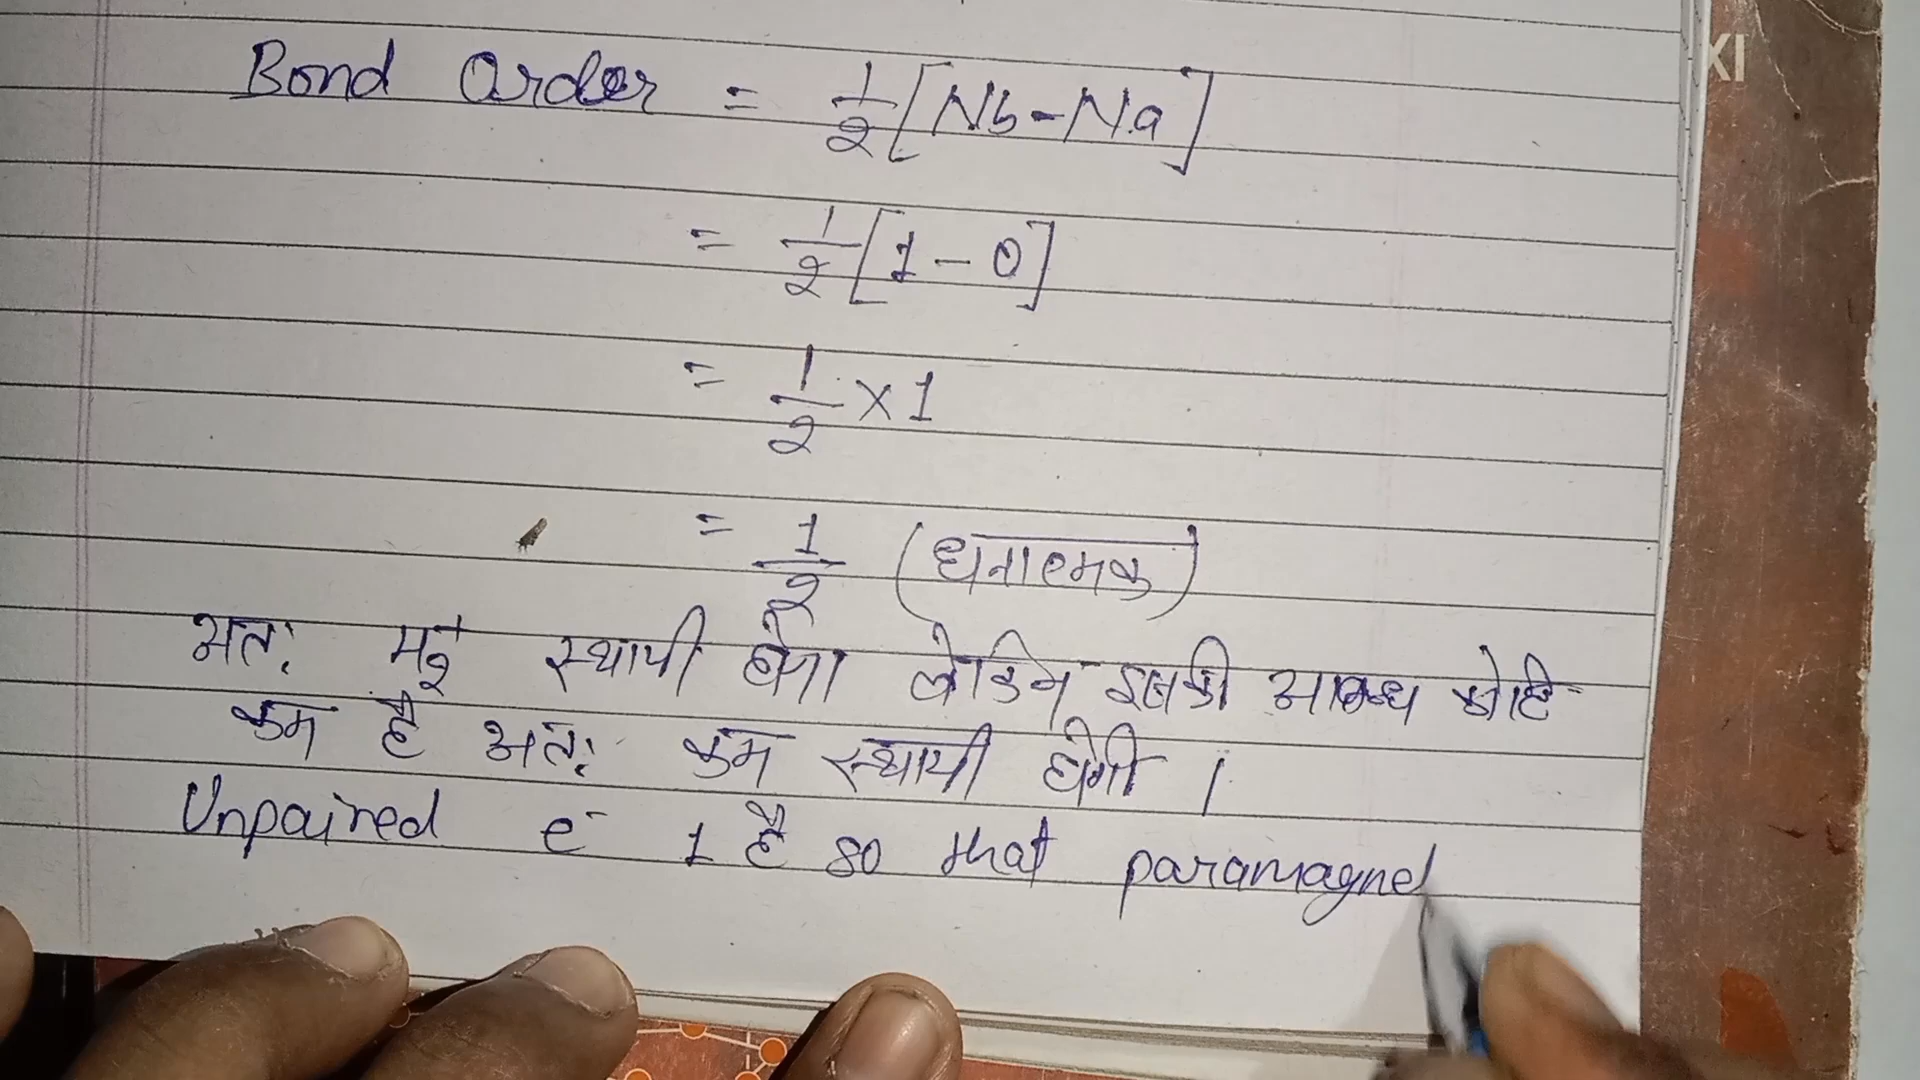 XI
Bond Order = 1/2 [Nb - Na]
= 1/2 [1 - 0]
= 1/2 × 1
= 1/2 (धनात्मक)
अतः स्थायी होगा लेकिन इसकी आबन्ध कोटि
कम है अतः कम स्थायी होगी ।
Unpaired e⁻ 1 है so that paramagnet